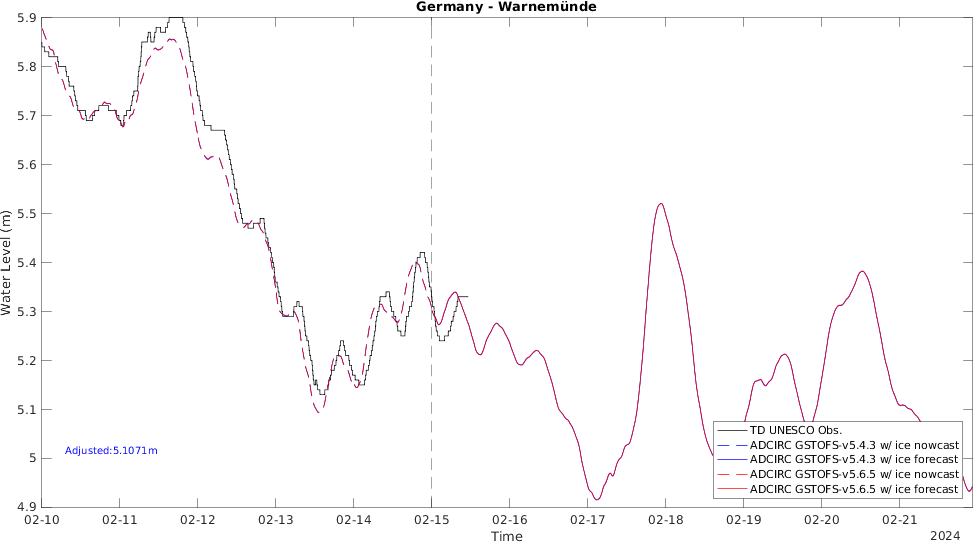 Germany - Warnemünde
5.9
5.8
5.7
5.6
5.5
5.4
5.3
5.2
5.1
5
4.9
Water Level (m)
Adjusted:5.1071m
TD UNESCO Obs.
ADCIRC GSTOFS-v5.4.3 w/ ice nowcast
ADCIRC GSTOFS-v5.4.3 w/ ice forecast
ADCIRC GSTOFS-v5.6.5 w/ ice nowcast
ADCIRC GSTOFS-v5.6.5 w/ ice forecast
02-10 02-11 02-12 02-13 02-14 02-15 02-16 02-17 02-18 02-19 02-20 02-21
Time
2024